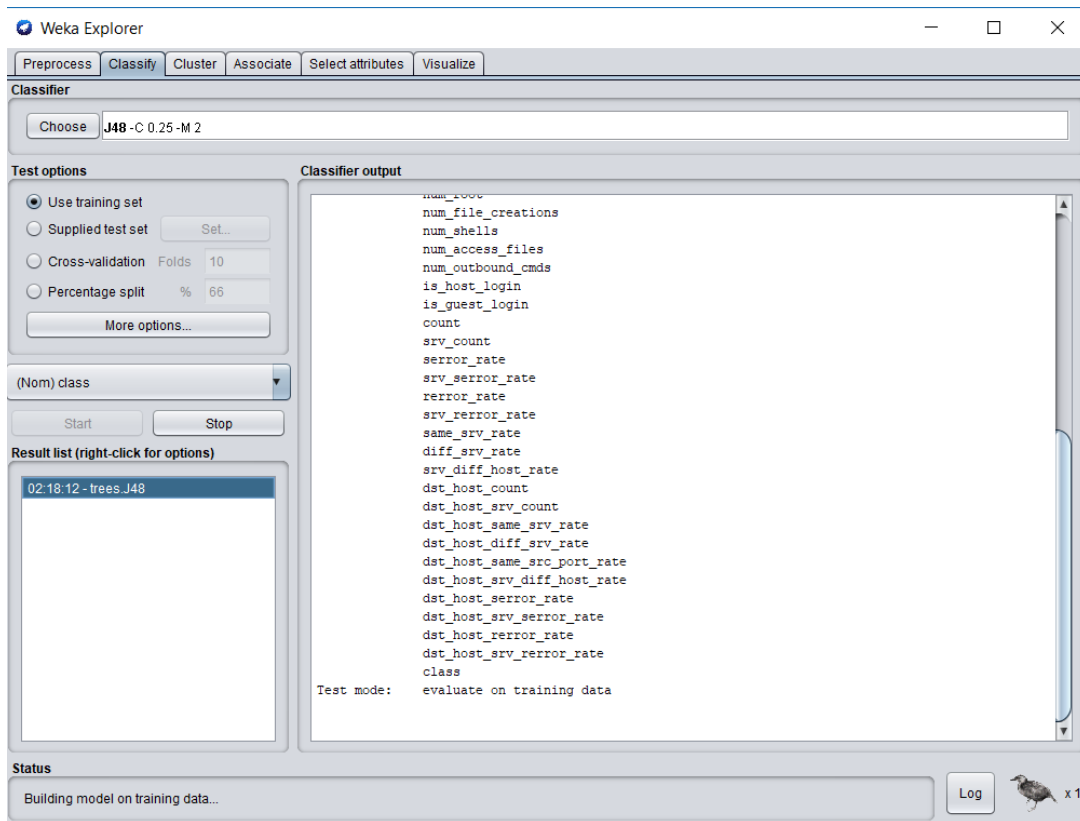 Weka Explorer
Preprocess Classify Cluster Associate Select attributes Visualize
Classifier
Choose J48 -C 0.25 -M 2
Test options
Use training set
Supplied test set Set...
Cross-validation Folds 10
Percentage split % 66
More options...
(Nom) class
Start Stop
Result list (right-click for options)
02:18:12 - trees.J48
Classifier output
num_root
num_file_creations
num_shells
num_access_files
num_outbound_cmds
is_host_login
is_guest_login
count
srv_count
serror_rate
srv_serror_rate
rerror_rate
srv_rerror_rate
same_srv_rate
diff_srv_rate
srv_diff_host_rate
dst_host_count
dst_host_srv_count
dst_host_same_srv_rate
dst_host_diff_srv_rate
dst_host_same_src_port_rate
dst_host_srv_diff_host_rate
dst_host_serror_rate
dst_host_srv_serror_rate
dst_host_rerror_rate
dst_host_srv_rerror_rate
class
Test mode: evaluate on training data
Status
Building model on training data...
Log x 1